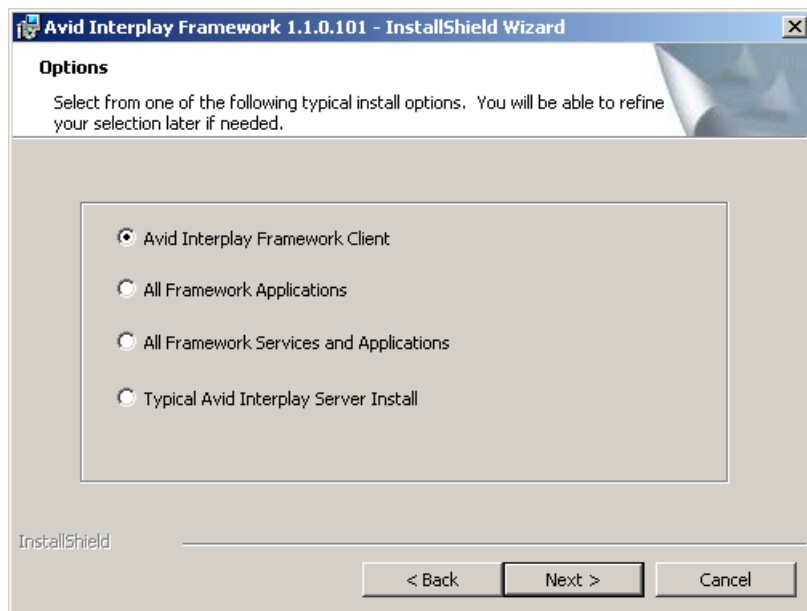 Avid Interplay Framework 1.1.0.101 - InstallShield Wizard
Options
Select from one of the following typical install options.  You will be able to refine
your selection later if needed.
Avid Interplay Framework Client
All Framework Applications
All Framework Services and Applications
Typical Avid Interplay Server Install
InstallShield
< Back
Next >
Cancel